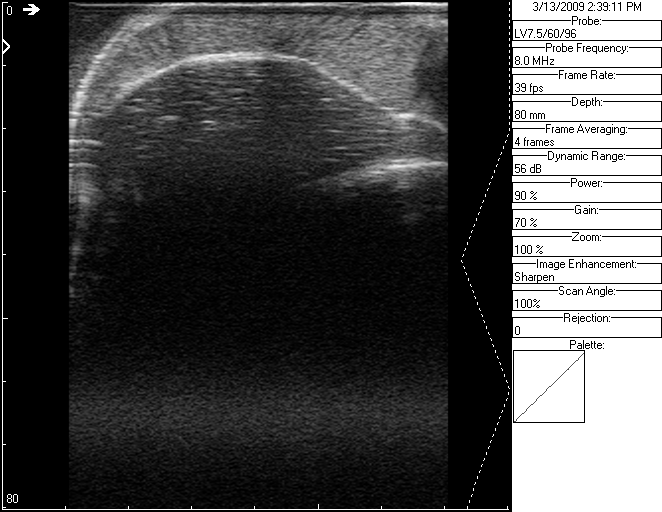 3/13/2009 2:39:11 PM
0
Probe:
LV7.5/60/96
Probe Frequency:
8.0 MHz
Frame Rate:
39 fps
Depth:
80 mm
Frame Averaging:
4 frames
Dynamic Range:
56 dB
Power:
90 %
Gain:
70 %
Zoom:
100 %
Image Enhancement:
Sharpen
Scan Angle:
100%
Rejection:
0
Palette:
80